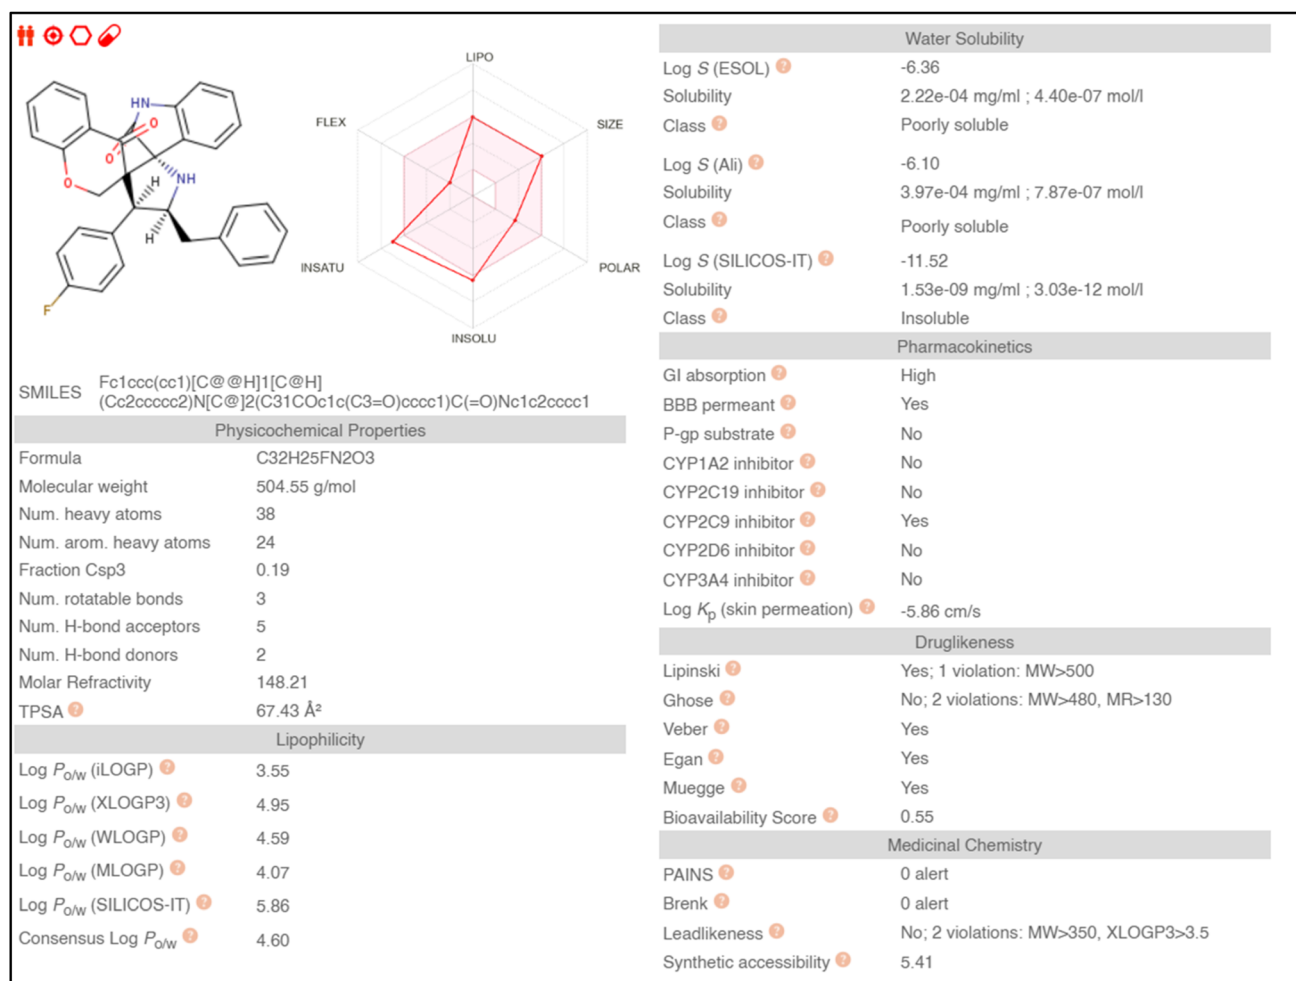 LIPO
FLEX
SIZE
INSATU
POLAR
INSOLU
HN
O
O
NH
O
H
H
F
SMILES Fc1ccc(cc1)[C@@H]1[C@H]
(Cc2ccccc2)N[C@]2(C31COc1c(C3=O)cccc1)C(=O)Nc1c2cccc1
Physicochemical Properties
Formula C32H25FN2O3
Molecular weight 504.55 g/mol
Num. heavy atoms 38
Num. arom. heavy atoms 24
Fraction Csp3 0.19
Num. rotatable bonds 3
Num. H-bond acceptors 5
Num. H-bond donors 2
Molar Refractivity 148.21
TPSA ? 67.43 Å²
Lipophilicity
Log Po/w (iLOGP) ? 3.55
Log Po/w (XLOGP3) ? 4.95
Log Po/w (WLOGP) ? 4.59
Log Po/w (MLOGP) ? 4.07
Log Po/w (SILICOS-IT) ? 5.86
Consensus Log Po/w ? 4.60
Water Solubility
Log S (ESOL) ? -6.36
Solubility 2.22e-04 mg/ml ; 4.40e-07 mol/l
Class ? Poorly soluble
Log S (Ali) ? -6.10
Solubility 3.97e-04 mg/ml ; 7.87e-07 mol/l
Class ? Poorly soluble
Log S (SILICOS-IT) ? -11.52
Solubility 1.53e-09 mg/ml ; 3.03e-12 mol/l
Class ? Insoluble
Pharmacokinetics
GI absorption ? High
BBB permeant ? Yes
P-gp substrate ? No
CYP1A2 inhibitor ? No
CYP2C19 inhibitor ? No
CYP2C9 inhibitor ? Yes
CYP2D6 inhibitor ? No
CYP3A4 inhibitor ? No
Log Kp (skin permeation) ? -5.86 cm/s
Druglikeness
Lipinski ? Yes; 1 violation: MW>500
Ghose ? No; 2 violations: MW>480, MR>130
Veber ? Yes
Egan ? Yes
Muegge ? Yes
Bioavailability Score ? 0.55
Medicinal Chemistry
PAINS ? 0 alert
Brenk ? 0 alert
Leadlikeness ? No; 2 violations: MW>350, XLOGP3>3.5
Synthetic accessibility ? 5.41